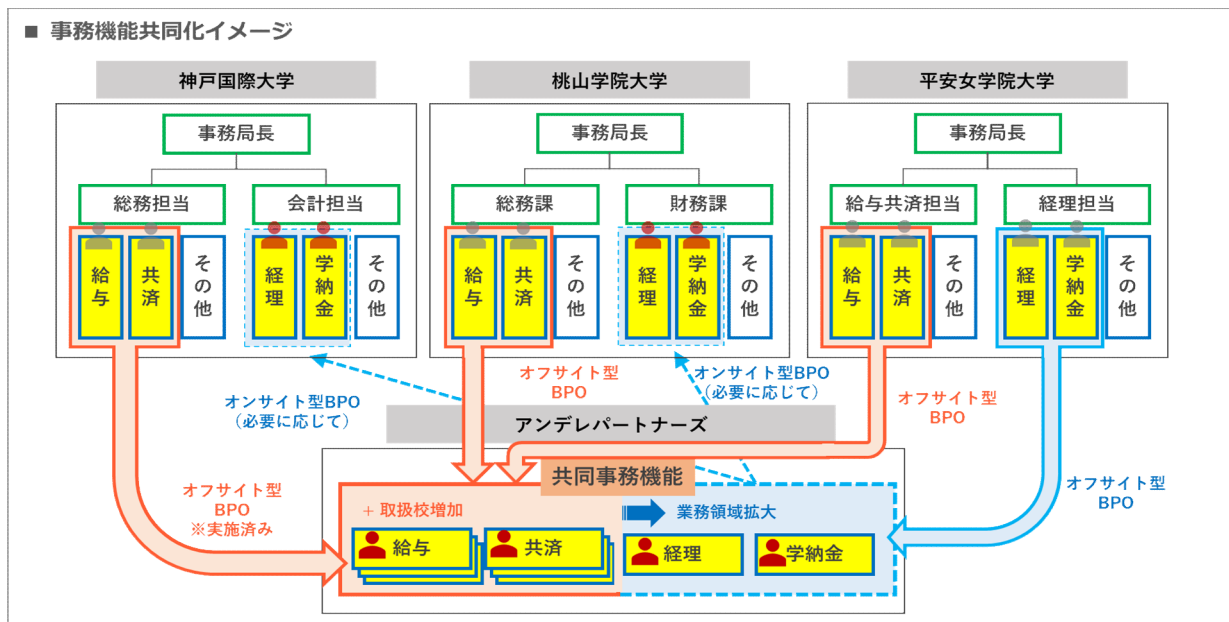 ■ 事務機能共同化イメージ
神戸国際大学
桃山学院大学
平安女学院大学
事務局長
事務局長
事務局長
総務担当
会計担当
総務課
財務課
給与共済担当
経理担当
給与
共済
その他
経理
学納金
その他
給与
共済
その他
経理
学納金
その他
給与
共済
その他
経理
学納金
その他
オンサイト型BPO
（必要に応じて）
オフサイト型
BPO
オンサイト型BPO
（必要に応じて）
オフサイト型
BPO
アンデレパートナーズ
共同事務機能
オフサイト型
BPO
※実施済み
オフサイト型
BPO
+ 取扱校増加
業務領域拡大
給与
共済
経理
学納金